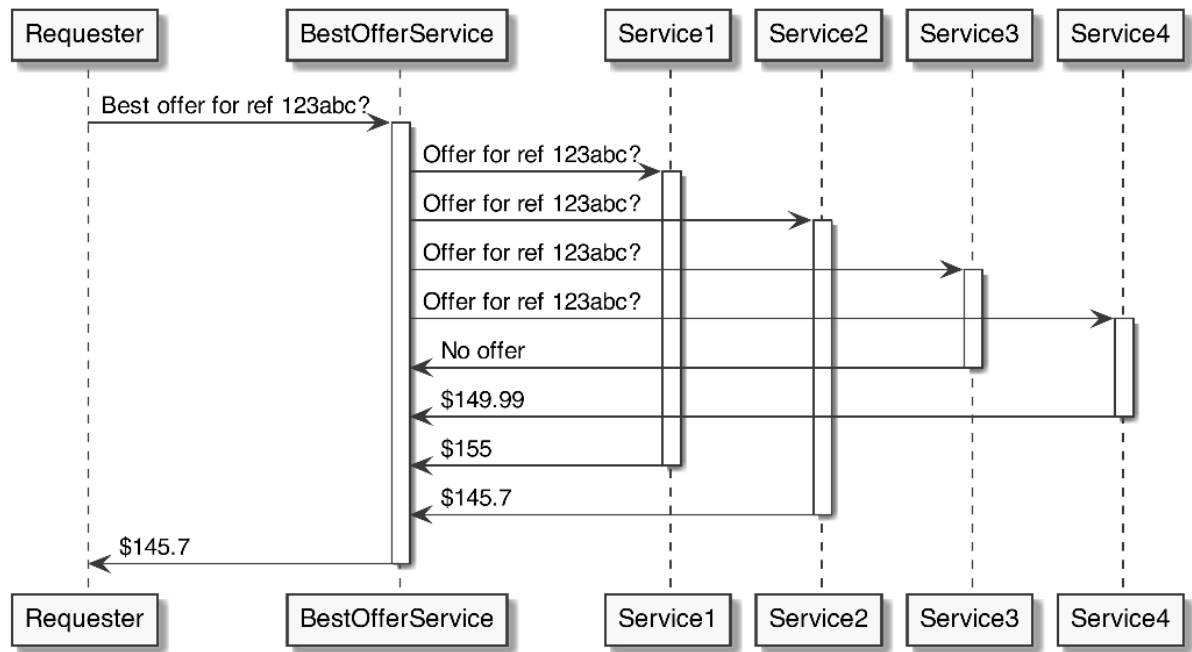 Requester
BestOfferService
Service1
Service2
Service3
Service4
Best offer for ref 123abc?
Offer for ref 123abc?
Offer for ref 123abc?
Offer for ref 123abc?
Offer for ref 123abc?
No offer
$149.99
$155
$145.7
$145.7
Requester
BestOfferService
Service1
Service2
Service3
Service4